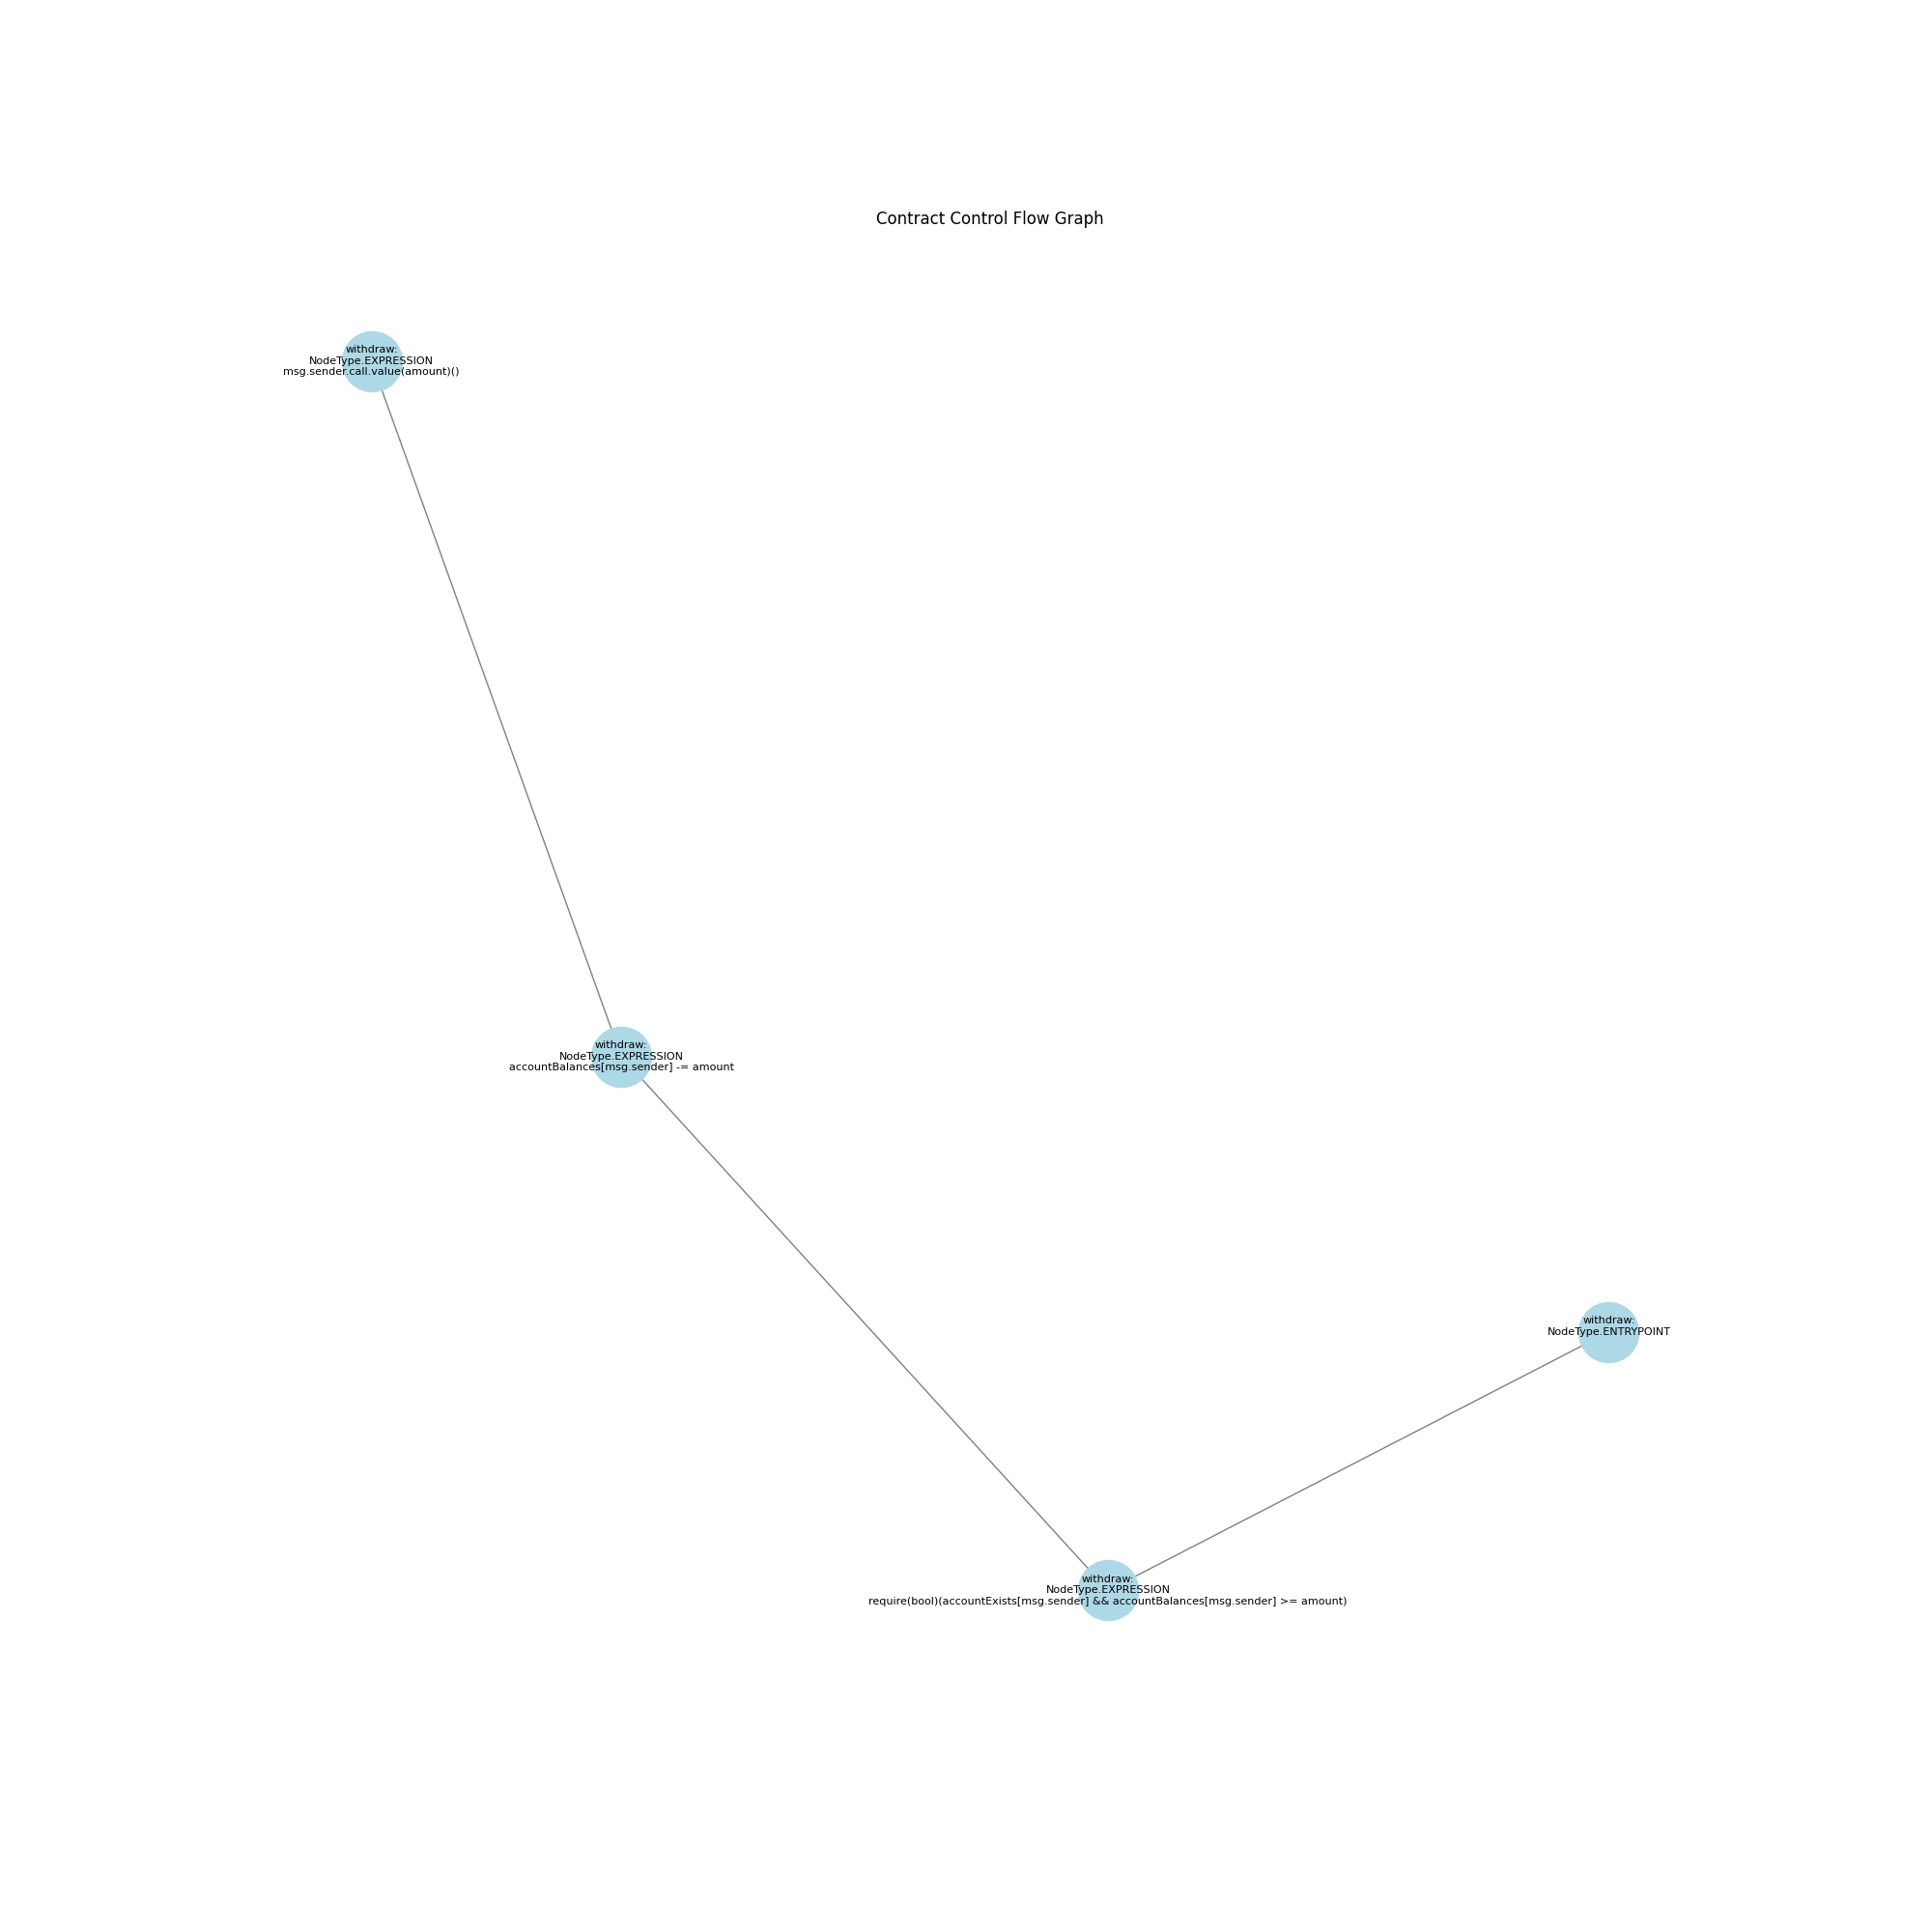 Contract Control Flow Graph
withdraw:
NodeType.EXPRESSION
msg.sender.call.value(amount)()
withdraw:
NodeType.EXPRESSION
accountBalances[msg.sender] -= amount
withdraw:
NodeType.ENTRYPOINT
withdraw:
NodeType.EXPRESSION
require(bool)(accountExists[msg.sender] && accountBalances[msg.sender] >= amount)